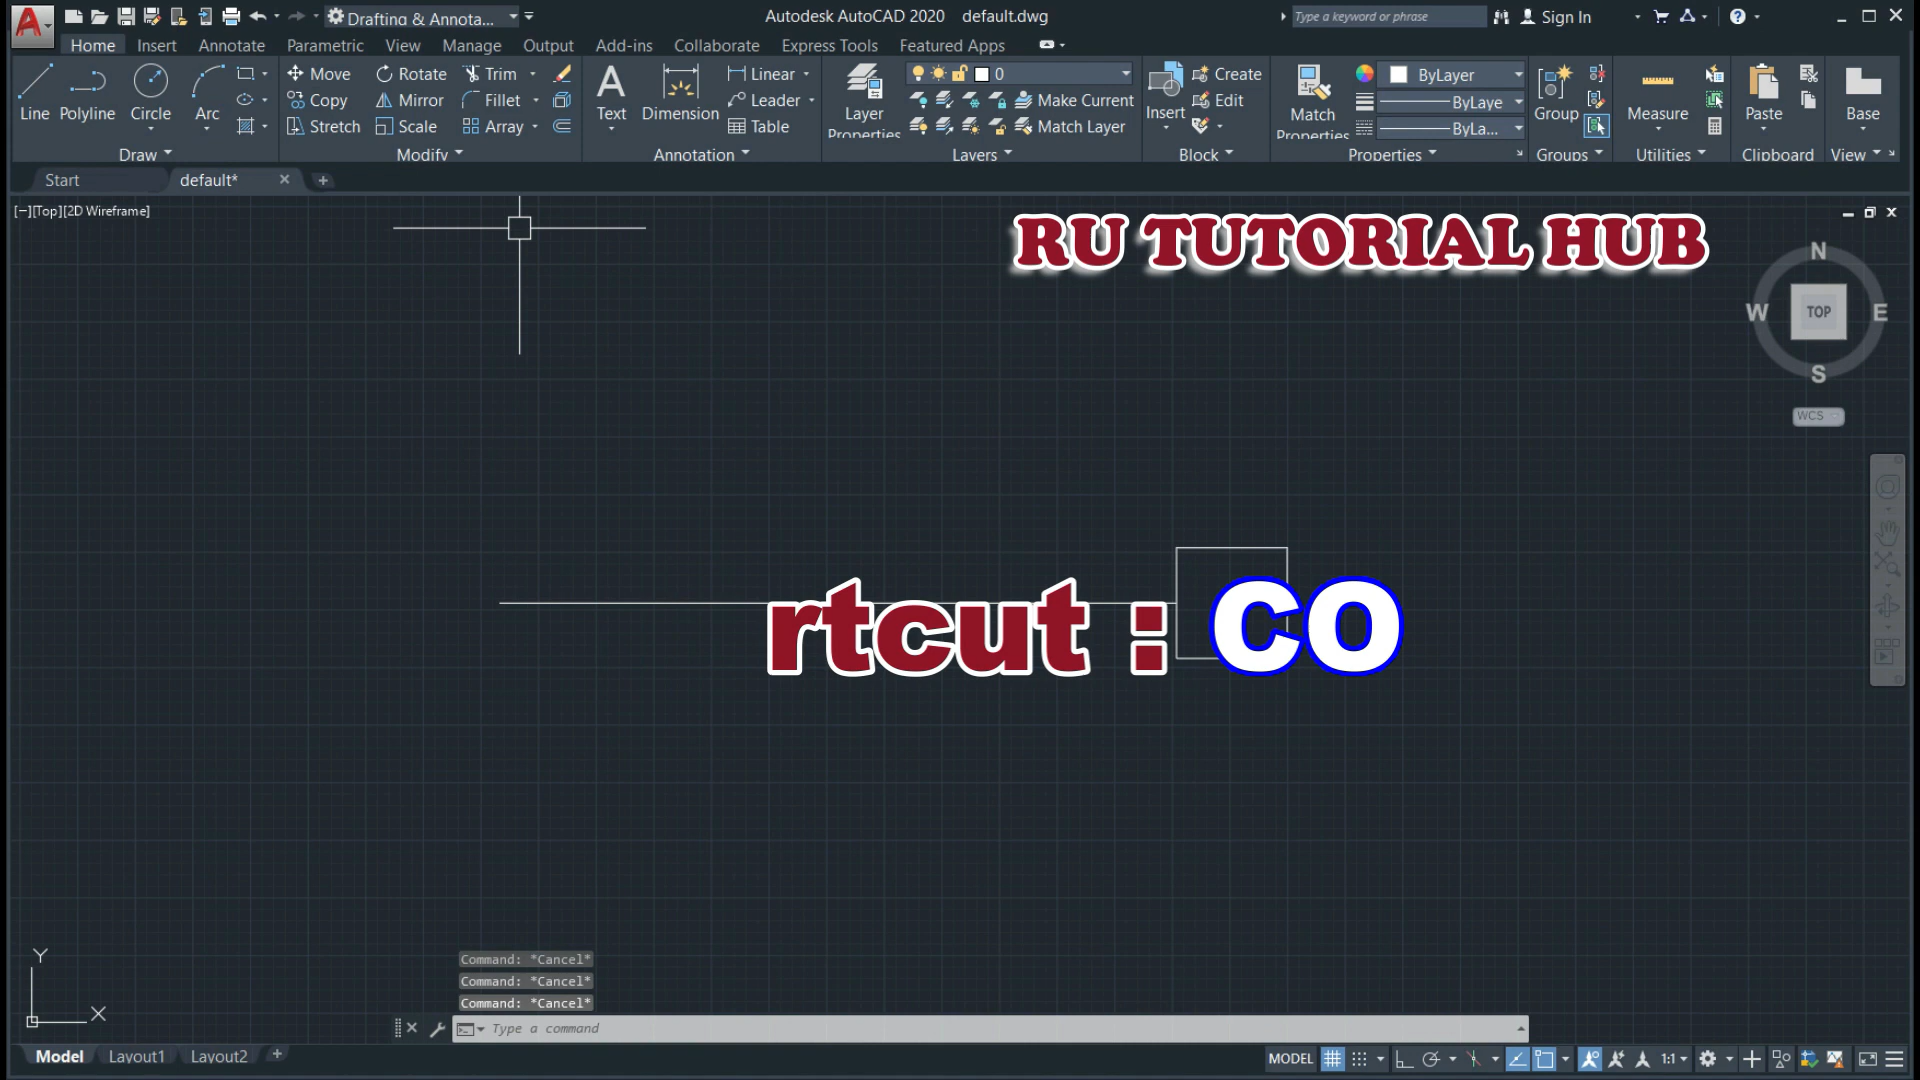 Drafting & Annota...
Autodesk AutoCAD 2020 default.dwg
Type a keyword or phrase
Sign In
Home Insert Annotate Parametric View Manage Output Add-ins Collaborate Express Tools Featured Apps
Line Polyline Circle Arc
Draw
Move Rotate Trim
Copy Mirror Fillet
Stretch Scale Array
Modify
Text Dimension
Linear
Leader
Table
Annotation
Layer
Properties
0
Make Current
Match Layer
Layers
Insert
Create
Edit
Block
Match
Properties
ByLayer
ByLaye
ByLa...
Properties
Group
Groups
Measure
Utilities
Paste
Clipboard
Base
View
Start default*
[−][Top][2D Wireframe]
RU TUTORIAL HUB
N
W TOP E
S
WCS
rtcut : CO
Y
X
Command: *Cancel*
Command: *Cancel*
Command: *Cancel*
Type a command
Model Layout1 Layout2
MODEL 1:1